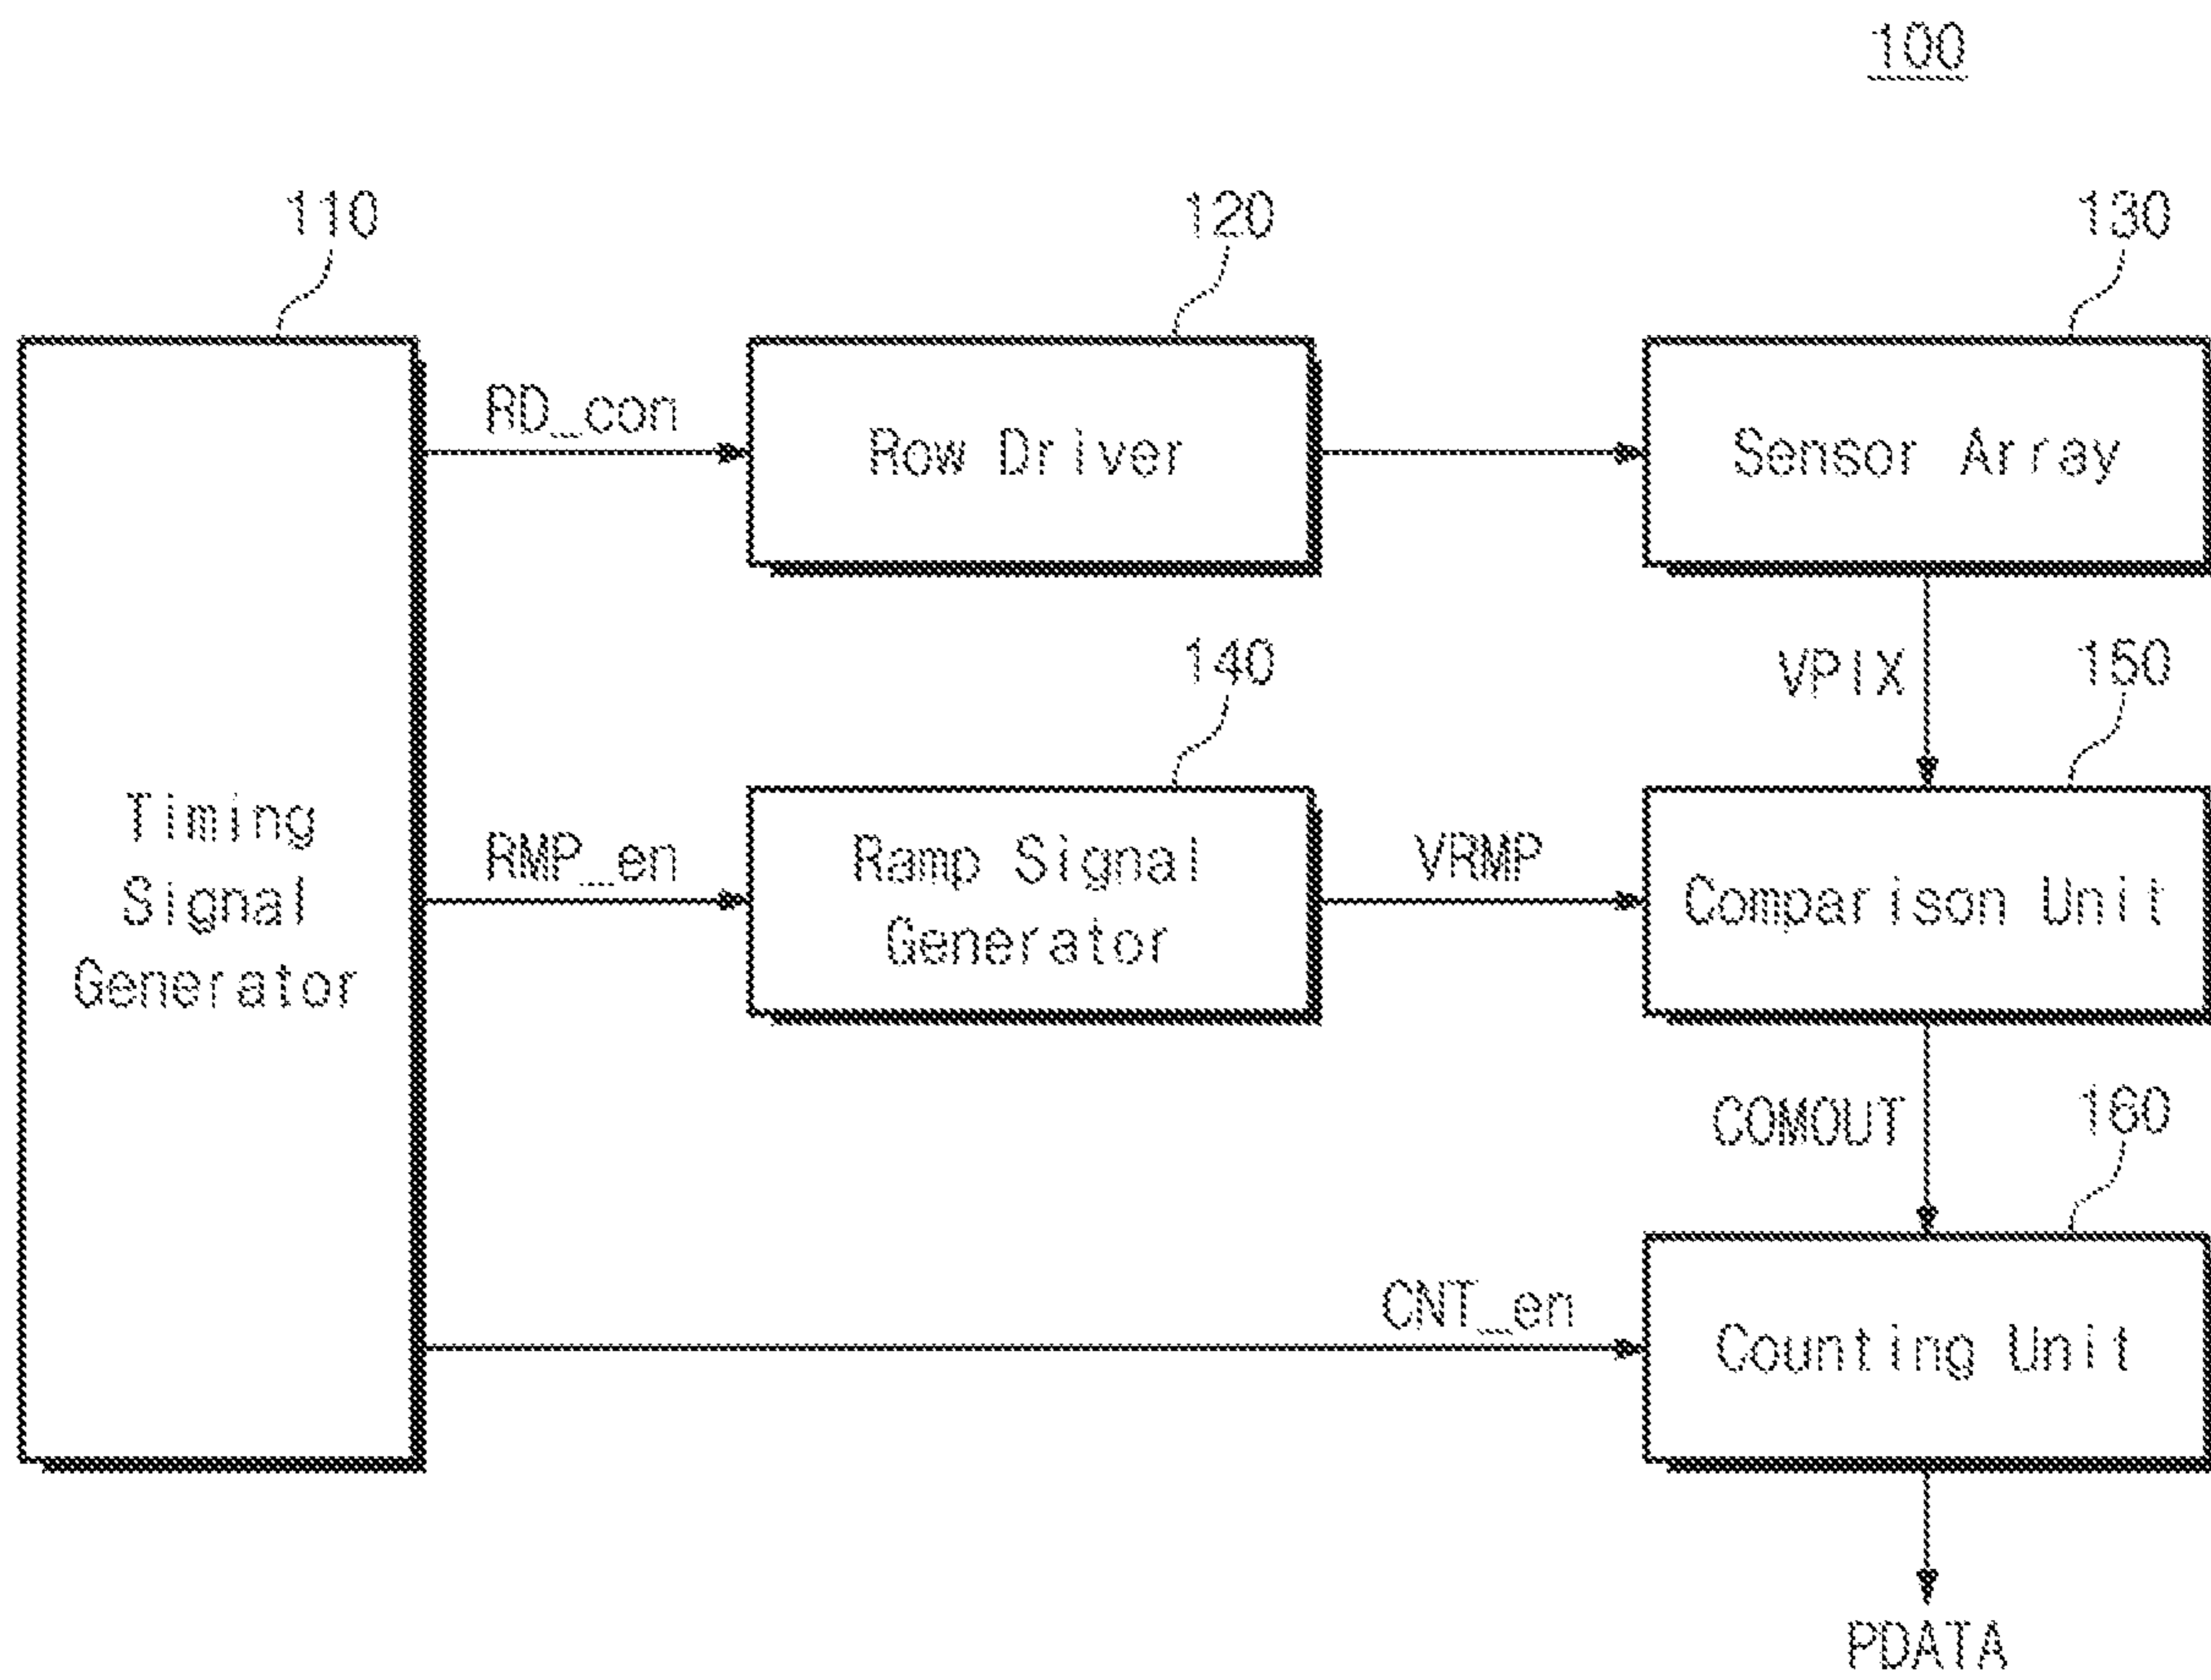 100
110
120
130
RD_con
Row Driver
Sensor Array
140
VPIX
150
Timing
Signal
Generator
RMP_en
Ramp Signal
Generator
VRMP
Comparison Unit
COMOUT
160
CNT_en
Counting Unit
PDATA